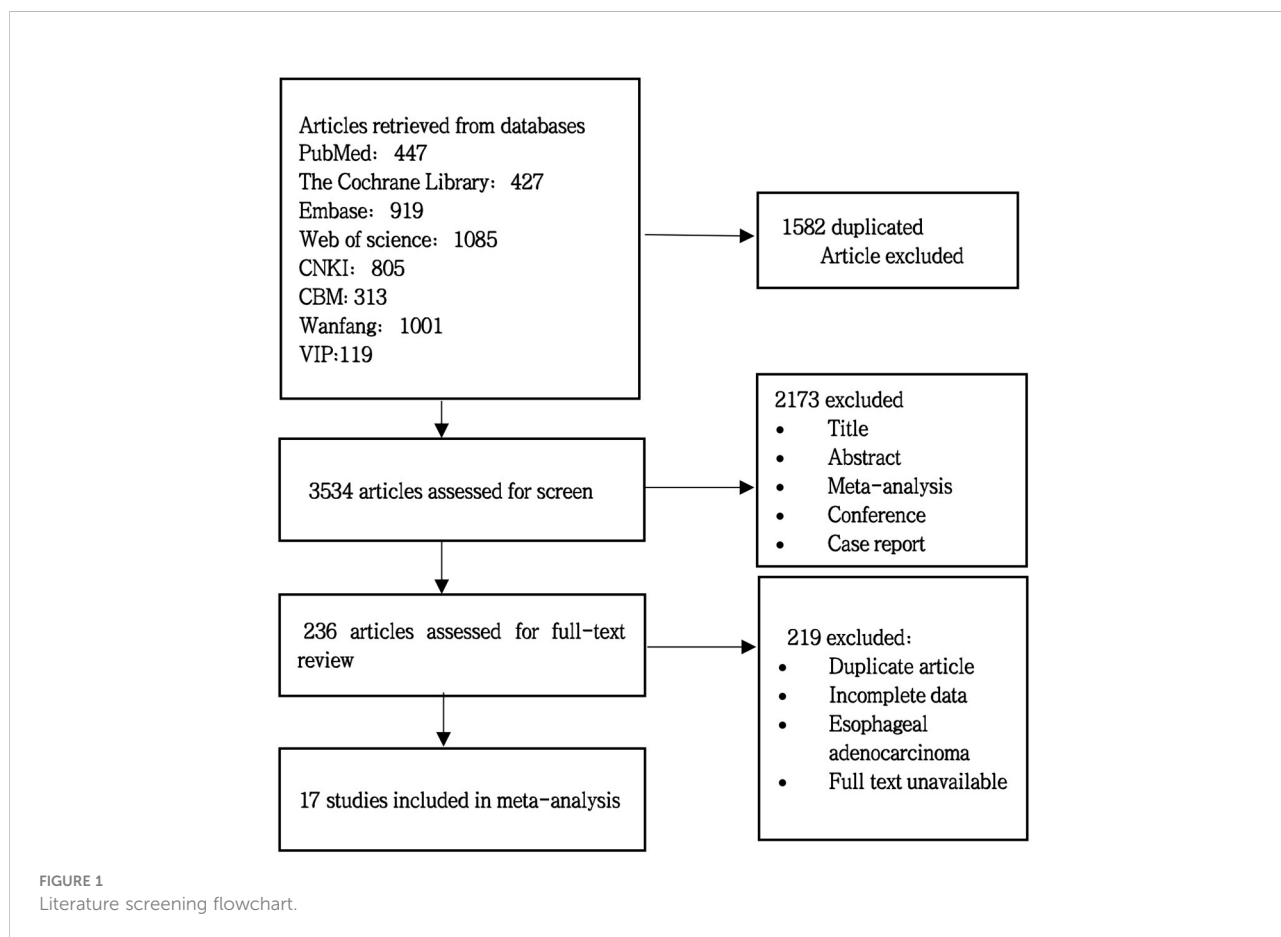 Articles retrieved from databases
PubMed: 447
The Cochrane Library: 427
Embase: 919
Web of science: 1085
CNKI: 805
CBM: 313
Wanfang: 1001
VIP:119
1582 duplicated
Article excluded
3534 articles assessed for screen
2173 excluded
• Title
• Abstract
• Meta-analysis
• Conference
• Case report
236 articles assessed for full-text
review
219 excluded:
• Duplicate article
• Incomplete data
• Esophageal
adenocarcinoma
• Full text unavailable
17 studies included in meta-analysis
FIGURE 1
Literature screening flowchart.